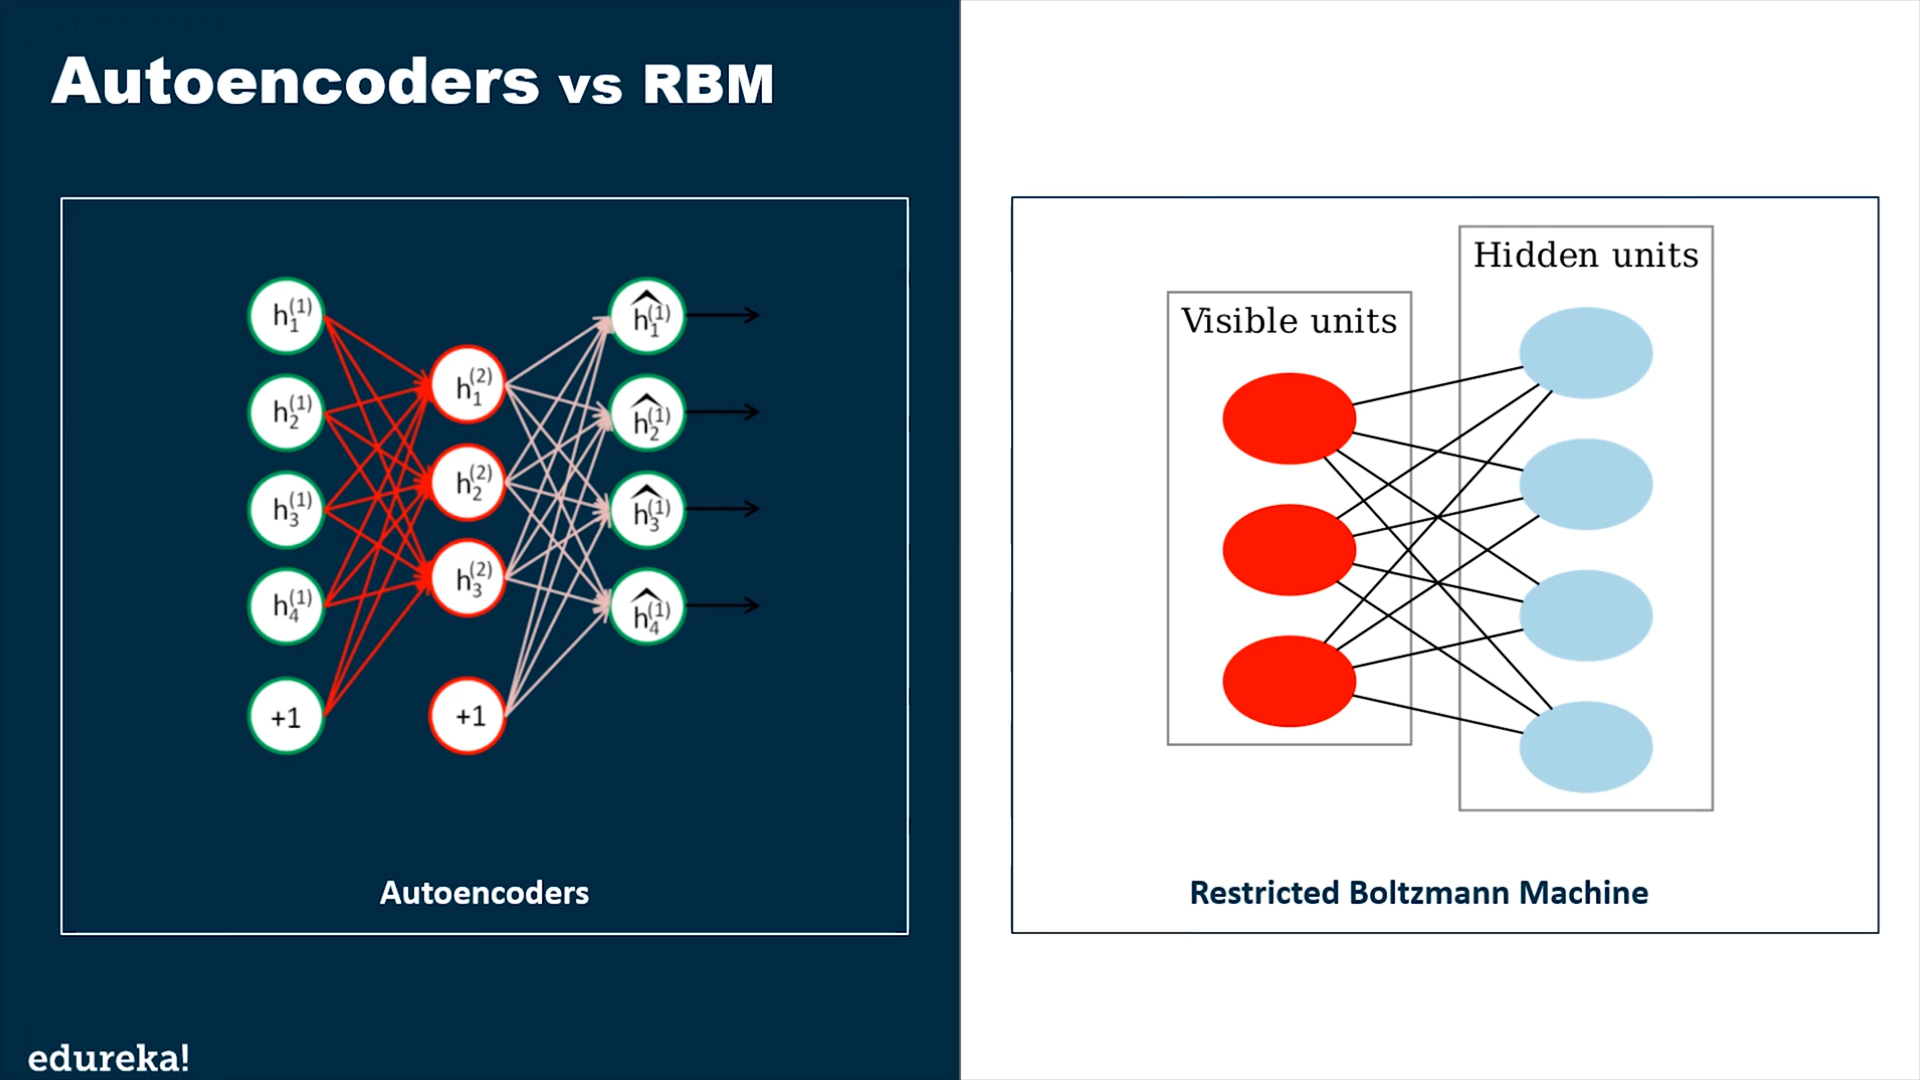 Autoencoders vs RBM
h₁⁽¹⁾
h₂⁽¹⁾
h₃⁽¹⁾
h₄⁽¹⁾
+1
h₁⁽²⁾
h₂⁽²⁾
h₃⁽²⁾
+1
ĥ₁⁽¹⁾
ĥ₂⁽¹⁾
ĥ₃⁽¹⁾
ĥ₄⁽¹⁾
Autoencoders
Visible units
Hidden units
Restricted Boltzmann Machine
edureka!